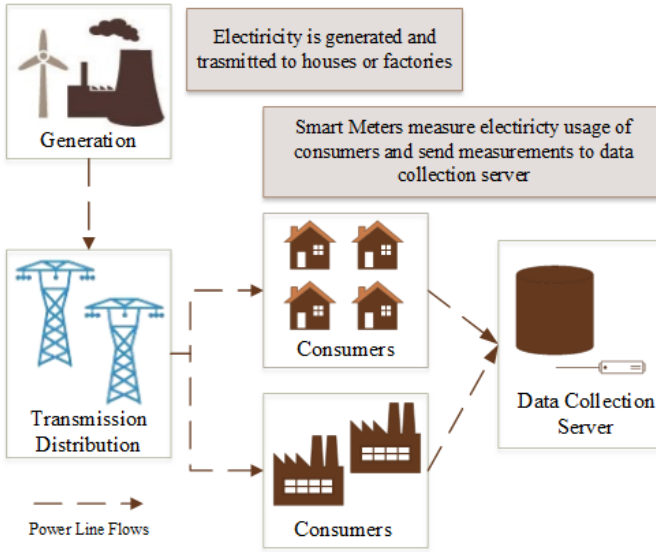 Electricity is generated and
trasmitted to houses or factories
Generation
Smart Meters measure electiricty usage of
consumers and send measurements to data
collection server
Consumers
Transmission
Distribution
Data Collection
Server
Consumers
Power Line Flows